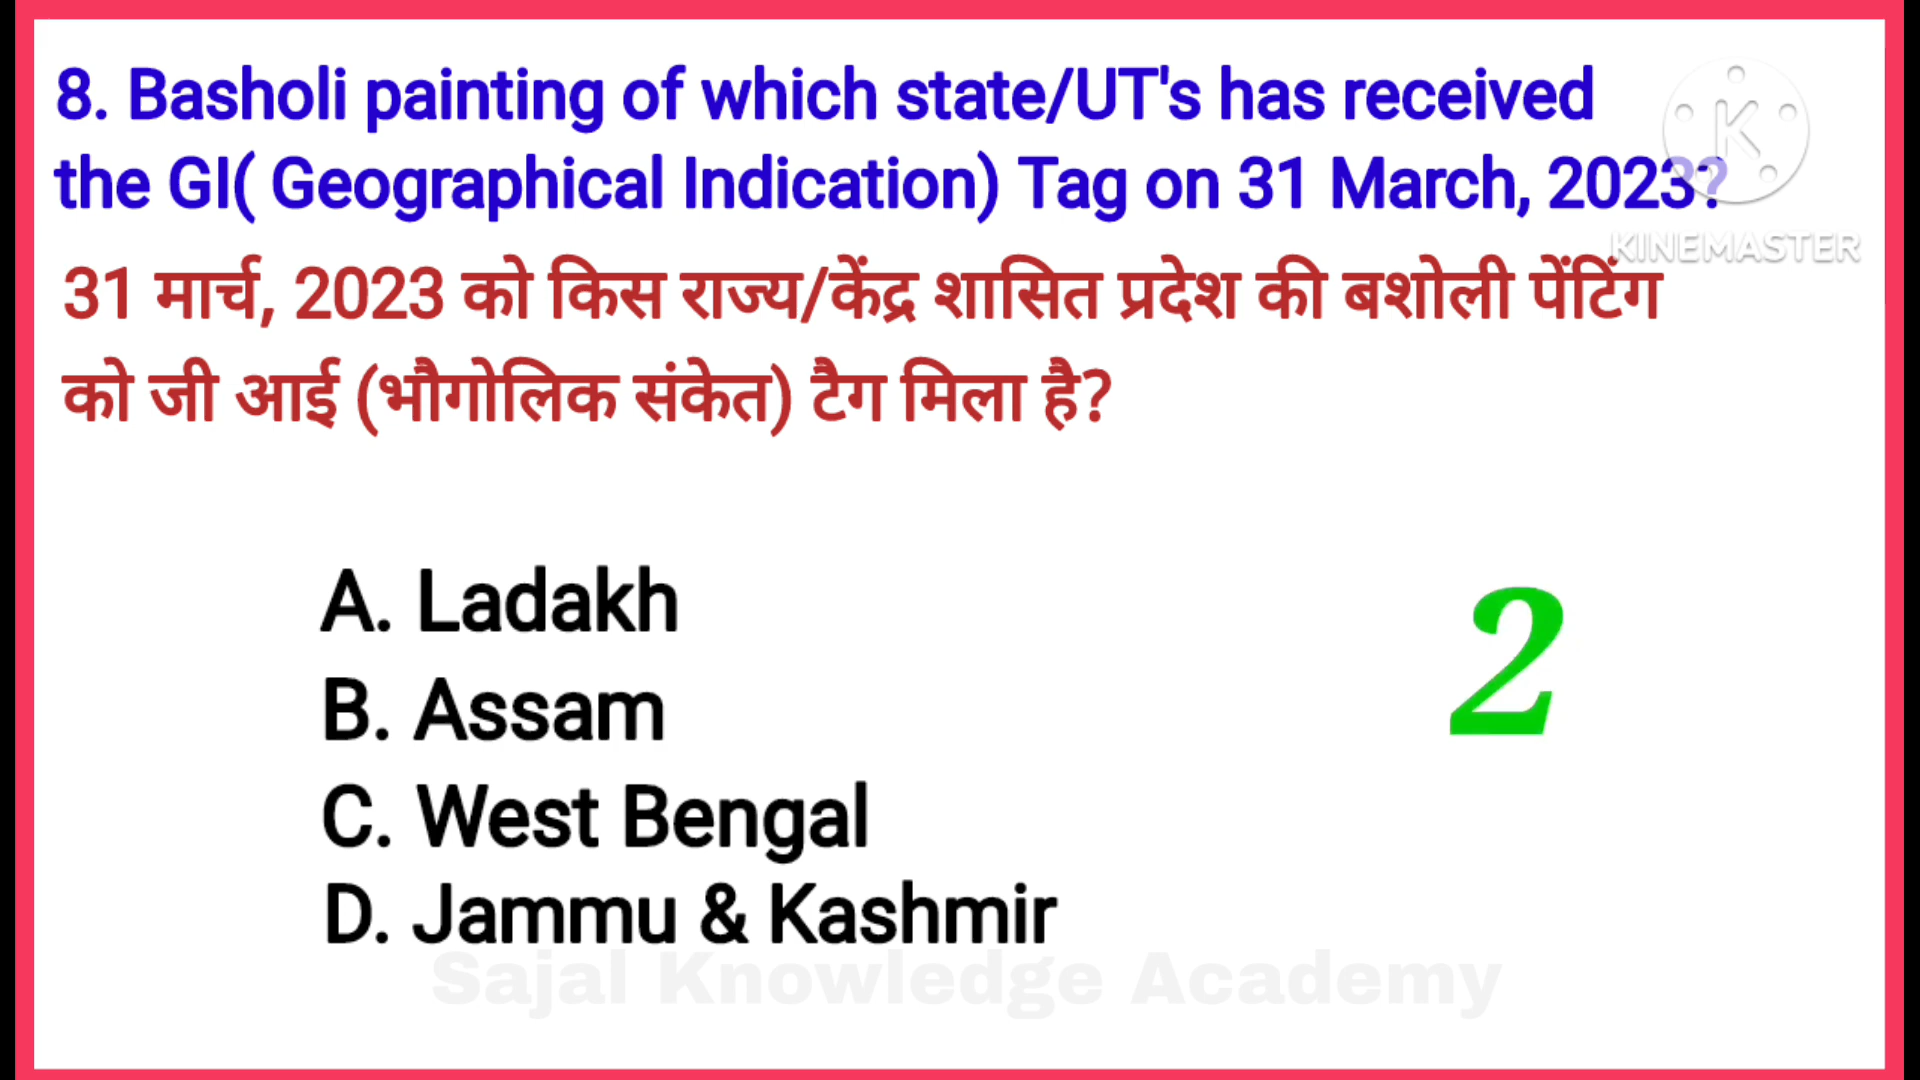 8. Basholi painting of which state/UT's has received
the GI( Geographical Indication) Tag on 31 March, 2023?
K
KINEMASTER
31 मार्च, 2023 को किस राज्य/केंद्र शासित प्रदेश की बशोली पेंटिंग
को जी आई (भौगोलिक संकेत) टैग मिला है?
A. Ladakh
B. Assam
2
C. West Bengal
D. Jammu & Kashmir
Sajal Knowledge Academy